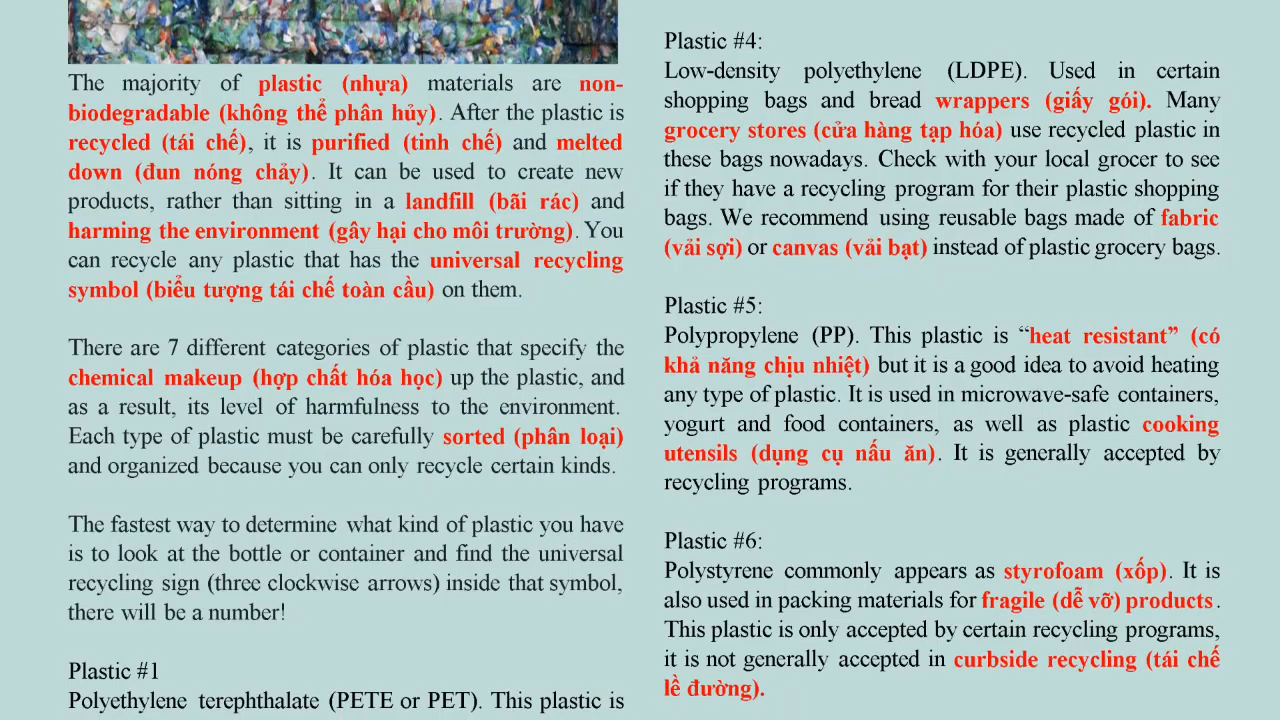 The majority of plastic (nhựa) materials are non-
biodegradable (không thể phân hủy). After the plastic is
recycled (tái chế), it is purified (tinh chế) and melted
down (đun nóng chảy). It can be used to create new
products, rather than sitting in a landfill (bãi rác) and
harming the environment (gây hại cho môi trường). You
can recycle any plastic that has the universal recycling
symbol (biểu tượng tái chế toàn cầu) on them.
There are 7 different categories of plastic that specify the
chemical makeup (hợp chất hóa học) up the plastic, and
as a result, its level of harmfulness to the environment.
Each type of plastic must be carefully sorted (phân loại)
and organized because you can only recycle certain kinds.
The fastest way to determine what kind of plastic you have
is to look at the bottle or container and find the universal
recycling sign (three clockwise arrows) inside that symbol,
there will be a number!
Plastic #1
Polyethylene terephthalate (PETE or PET). This plastic is
Plastic #4:
Low-density polyethylene (LDPE). Used in certain
shopping bags and bread wrappers (giấy gói). Many
grocery stores (cửa hàng tạp hóa) use recycled plastic in
these bags nowadays. Check with your local grocer to see
if they have a recycling program for their plastic shopping
bags. We recommend using reusable bags made of fabric
(vải sợi) or canvas (vải bạt) instead of plastic grocery bags.
Plastic #5:
Polypropylene (PP). This plastic is “heat resistant” (có
khả năng chịu nhiệt) but it is a good idea to avoid heating
any type of plastic. It is used in microwave-safe containers,
yogurt and food containers, as well as plastic cooking
utensils (dụng cụ nấu ăn). It is generally accepted by
recycling programs.
Plastic #6:
Polystyrene commonly appears as styrofoam (xốp). It is
also used in packing materials for fragile (dễ vỡ) products.
This plastic is only accepted by certain recycling programs,
it is not generally accepted in curbside recycling (tái chế
lề đường).